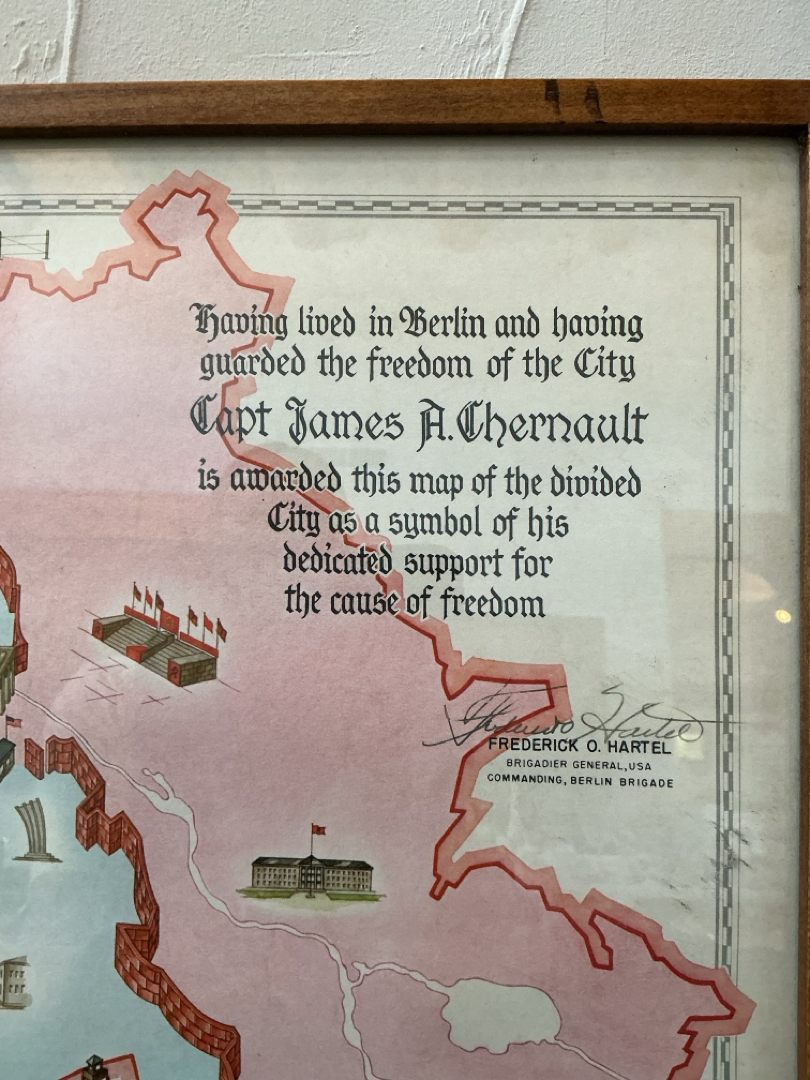 Having lived in Berlin and having
guarded the freedom of the City
Capt James A. Chernault
is awarded this map of the divided
City as a symbol of his
dedicated support for
the cause of freedom
Frederick O. Hartel
FREDERICK O. HARTEL
BRIGADIER GENERAL, USA
COMMANDING, BERLIN BRIGADE